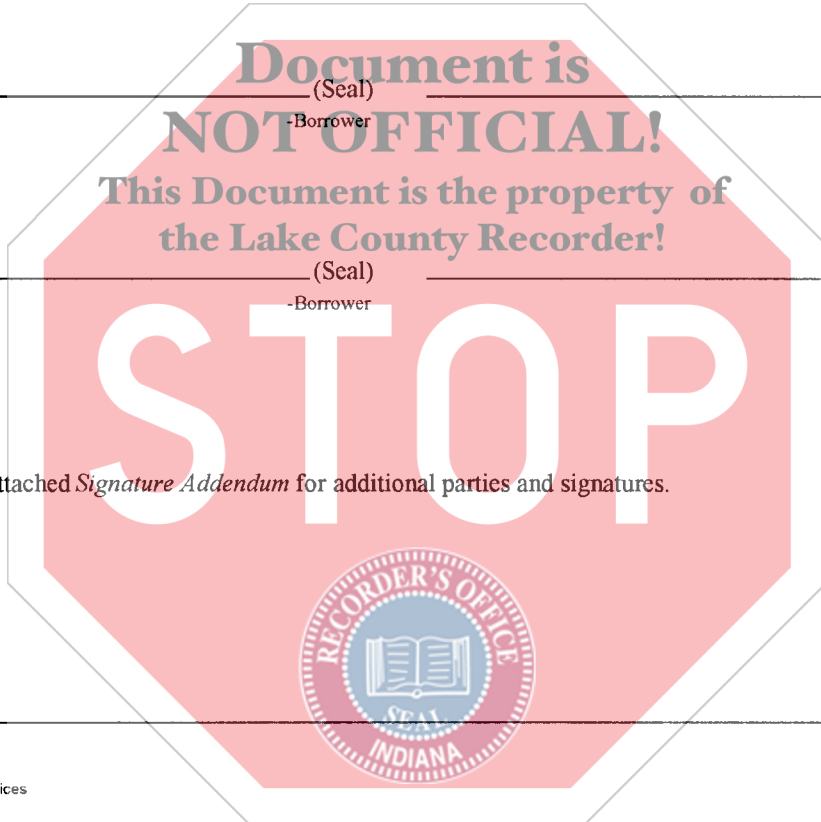 Document is
(Seal)
-Borrower
NOT OFFICIAL!
This Document is the property of
the Lake County Recorder!
(Seal)
-Borrower
STOP
ttached Signature Addendum for additional parties and signatures.
RECORDER'S OFFICE
SEAL
INDIANA
ices